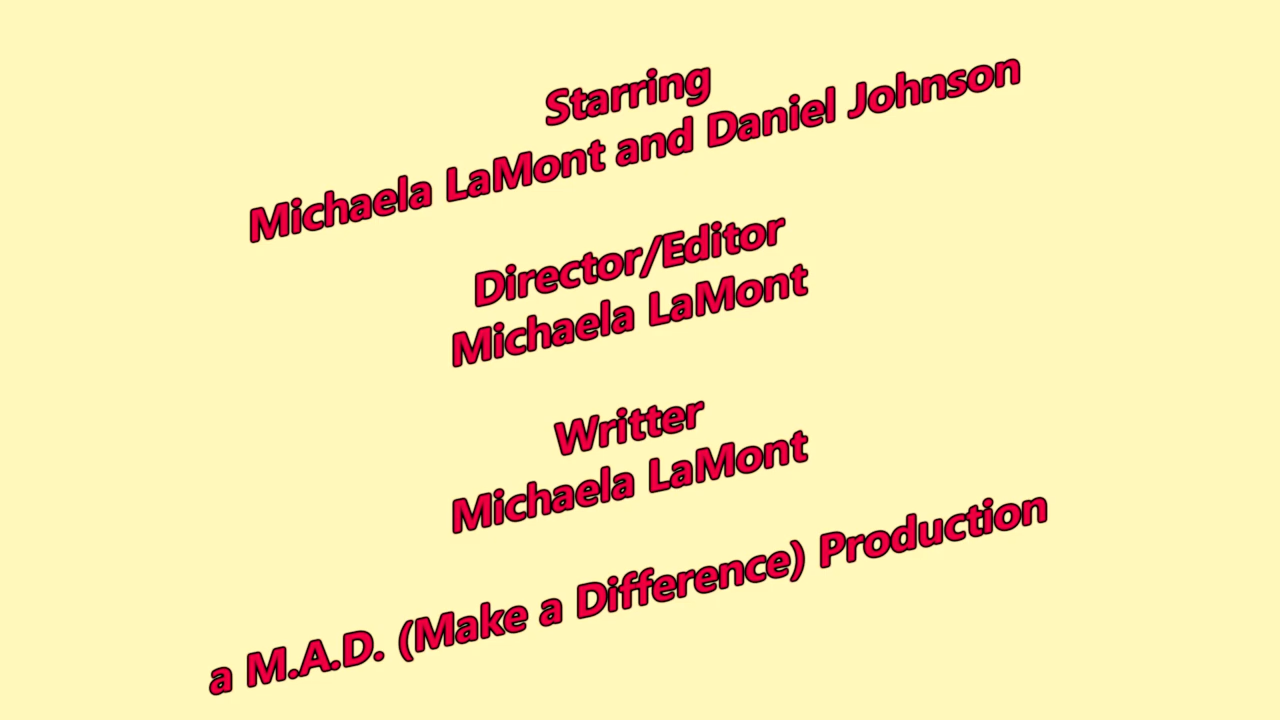 Starring
Michaela LaMont and Daniel Johnson
Director/Editor
Michaela LaMont
Writter
Michaela LaMont
a M.A.D. (Make a Difference) Production